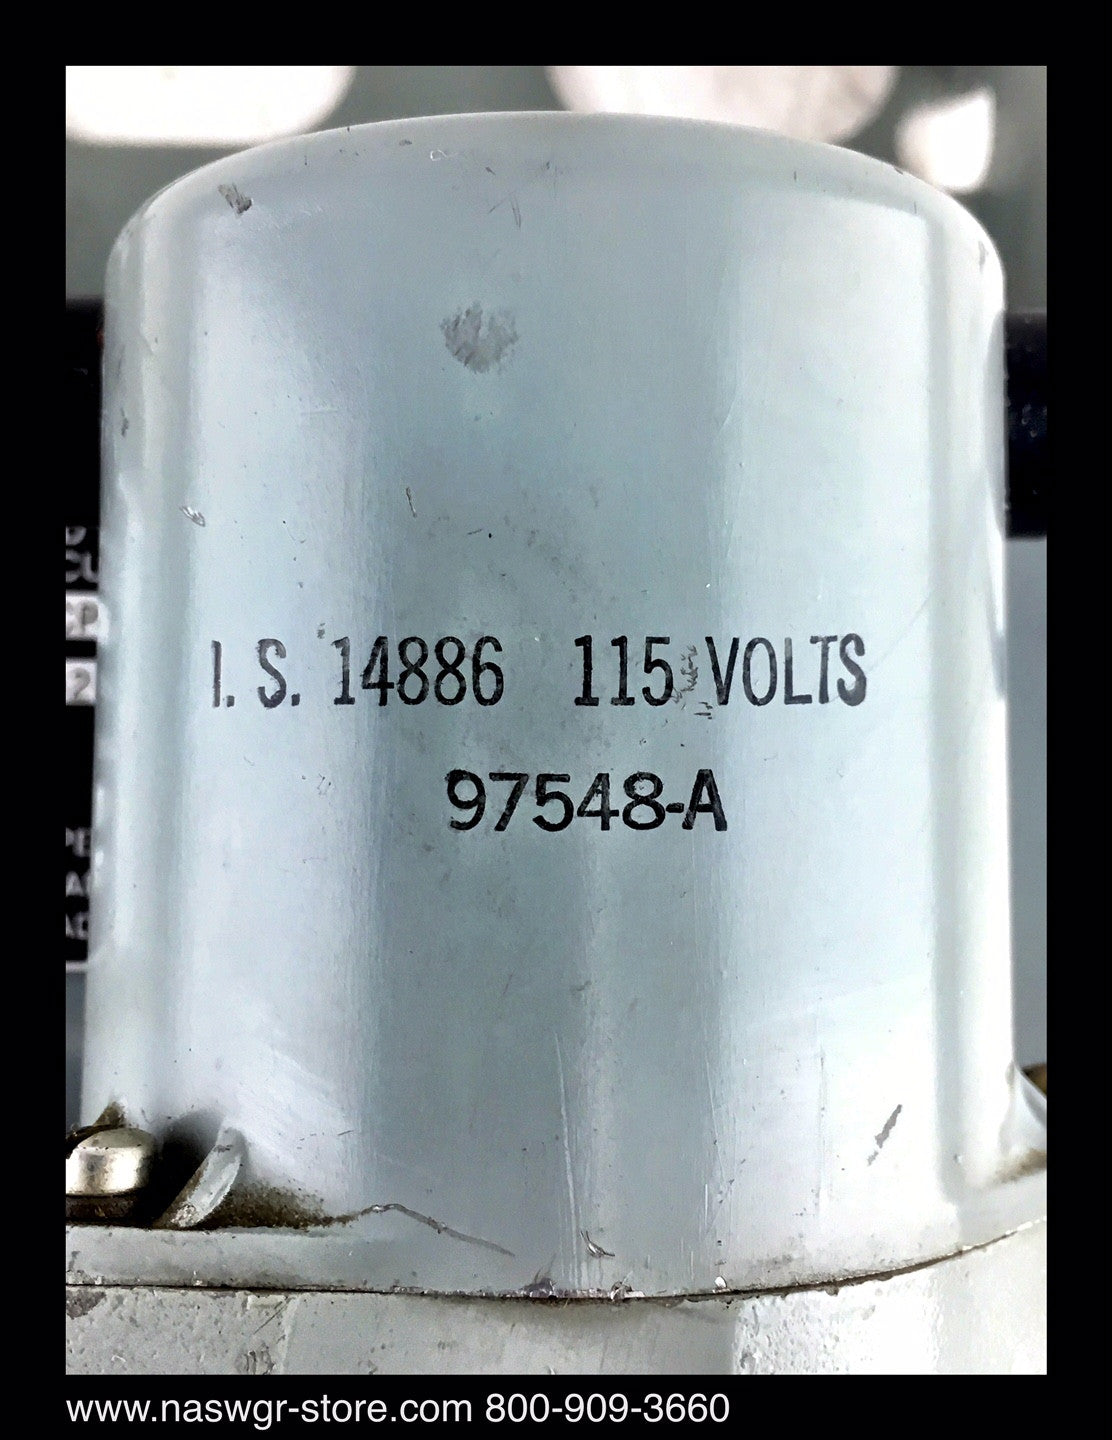 I. S. 14886 115 VOLTS
97548-A
www.naswgr-store.com 800-909-3660